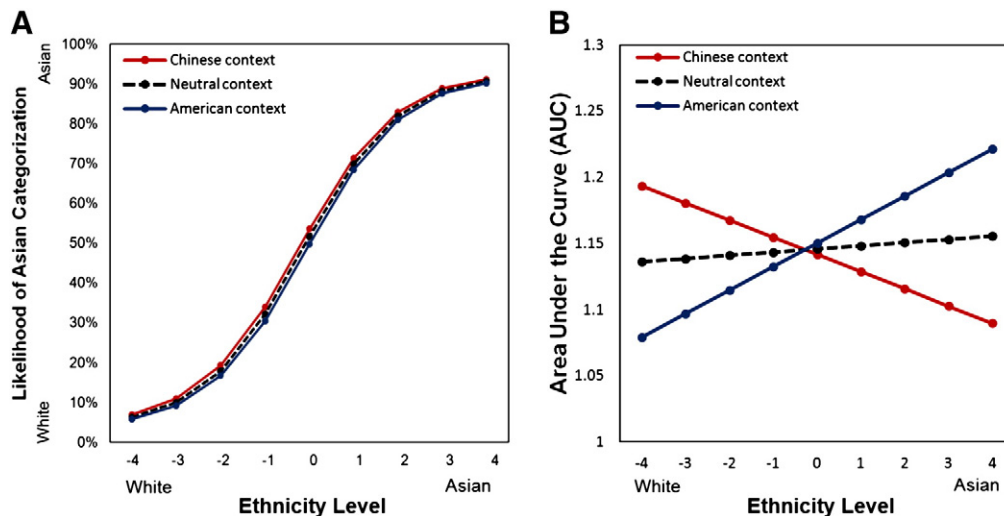 A
Likelihood of Asian Categorization
Asian
White
100%
90%
80%
70%
60%
50%
40%
30%
20%
10%
0%
Chinese context
Neutral context
American context
-4 -3 -2 -1 0 1 2 3 4
White Asian
Ethnicity Level
B
Area Under the Curve (AUC)
1.3
1.25
1.2
1.15
1.1
1.05
1
Chinese context
Neutral context
American context
-4 -3 -2 -1 0 1 2 3 4
White Asian
Ethnicity Level